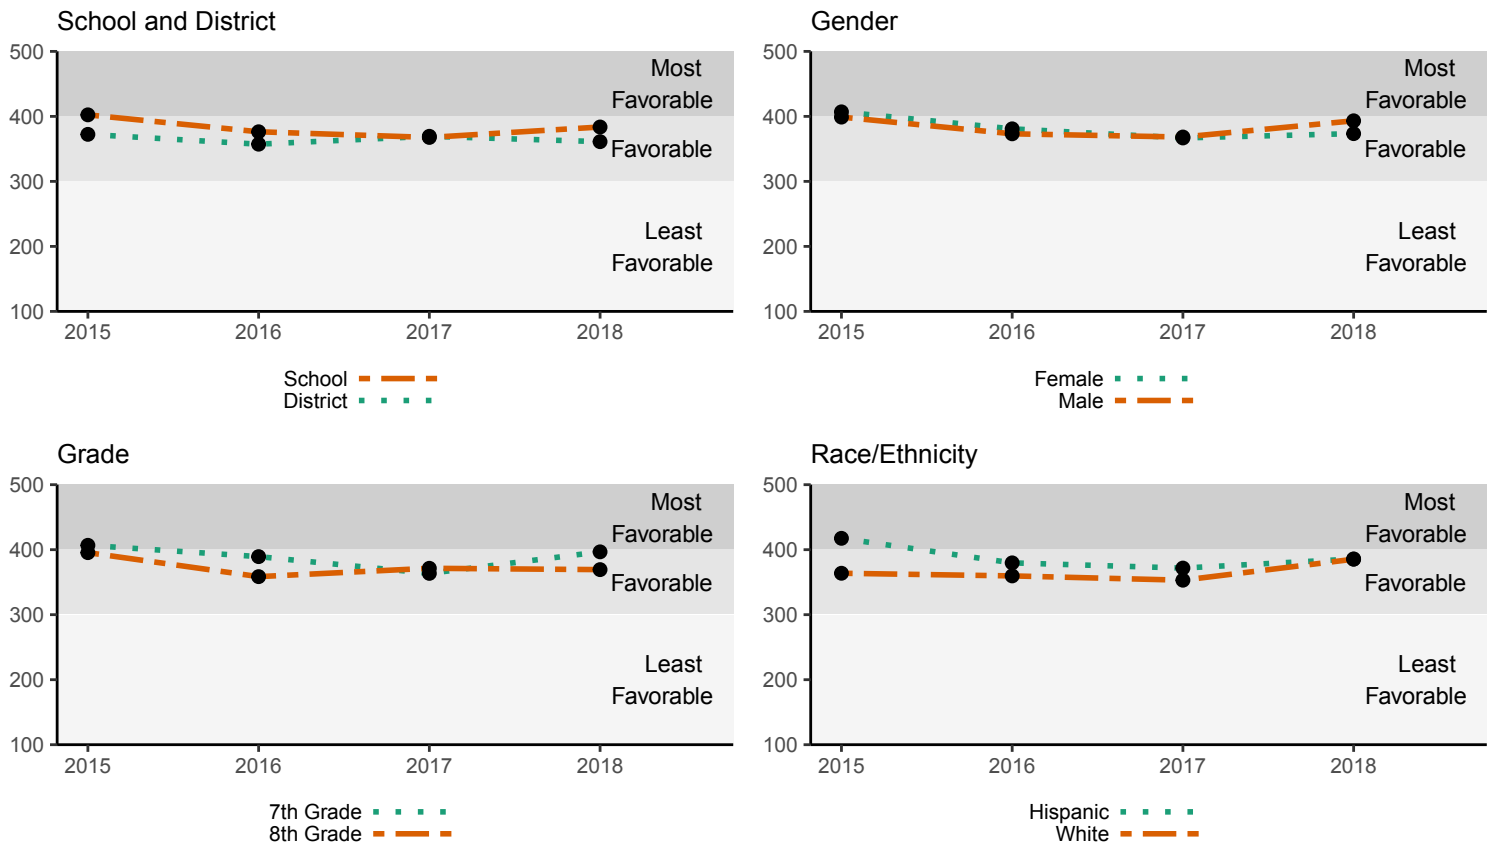 School and District
500
400
300
200
100
Most
Favorable
Favorable
Least
Favorable
2015 2016 2017 2018
School
District
Gender
500
400
300
200
100
Most
Favorable
Favorable
Least
Favorable
2015 2016 2017 2018
Female
Male
Grade
500
400
300
200
100
Most
Favorable
Favorable
Least
Favorable
2015 2016 2017 2018
7th Grade
8th Grade
Race/Ethnicity
500
400
300
200
100
Most
Favorable
Favorable
Least
Favorable
2015 2016 2017 2018
Hispanic
White